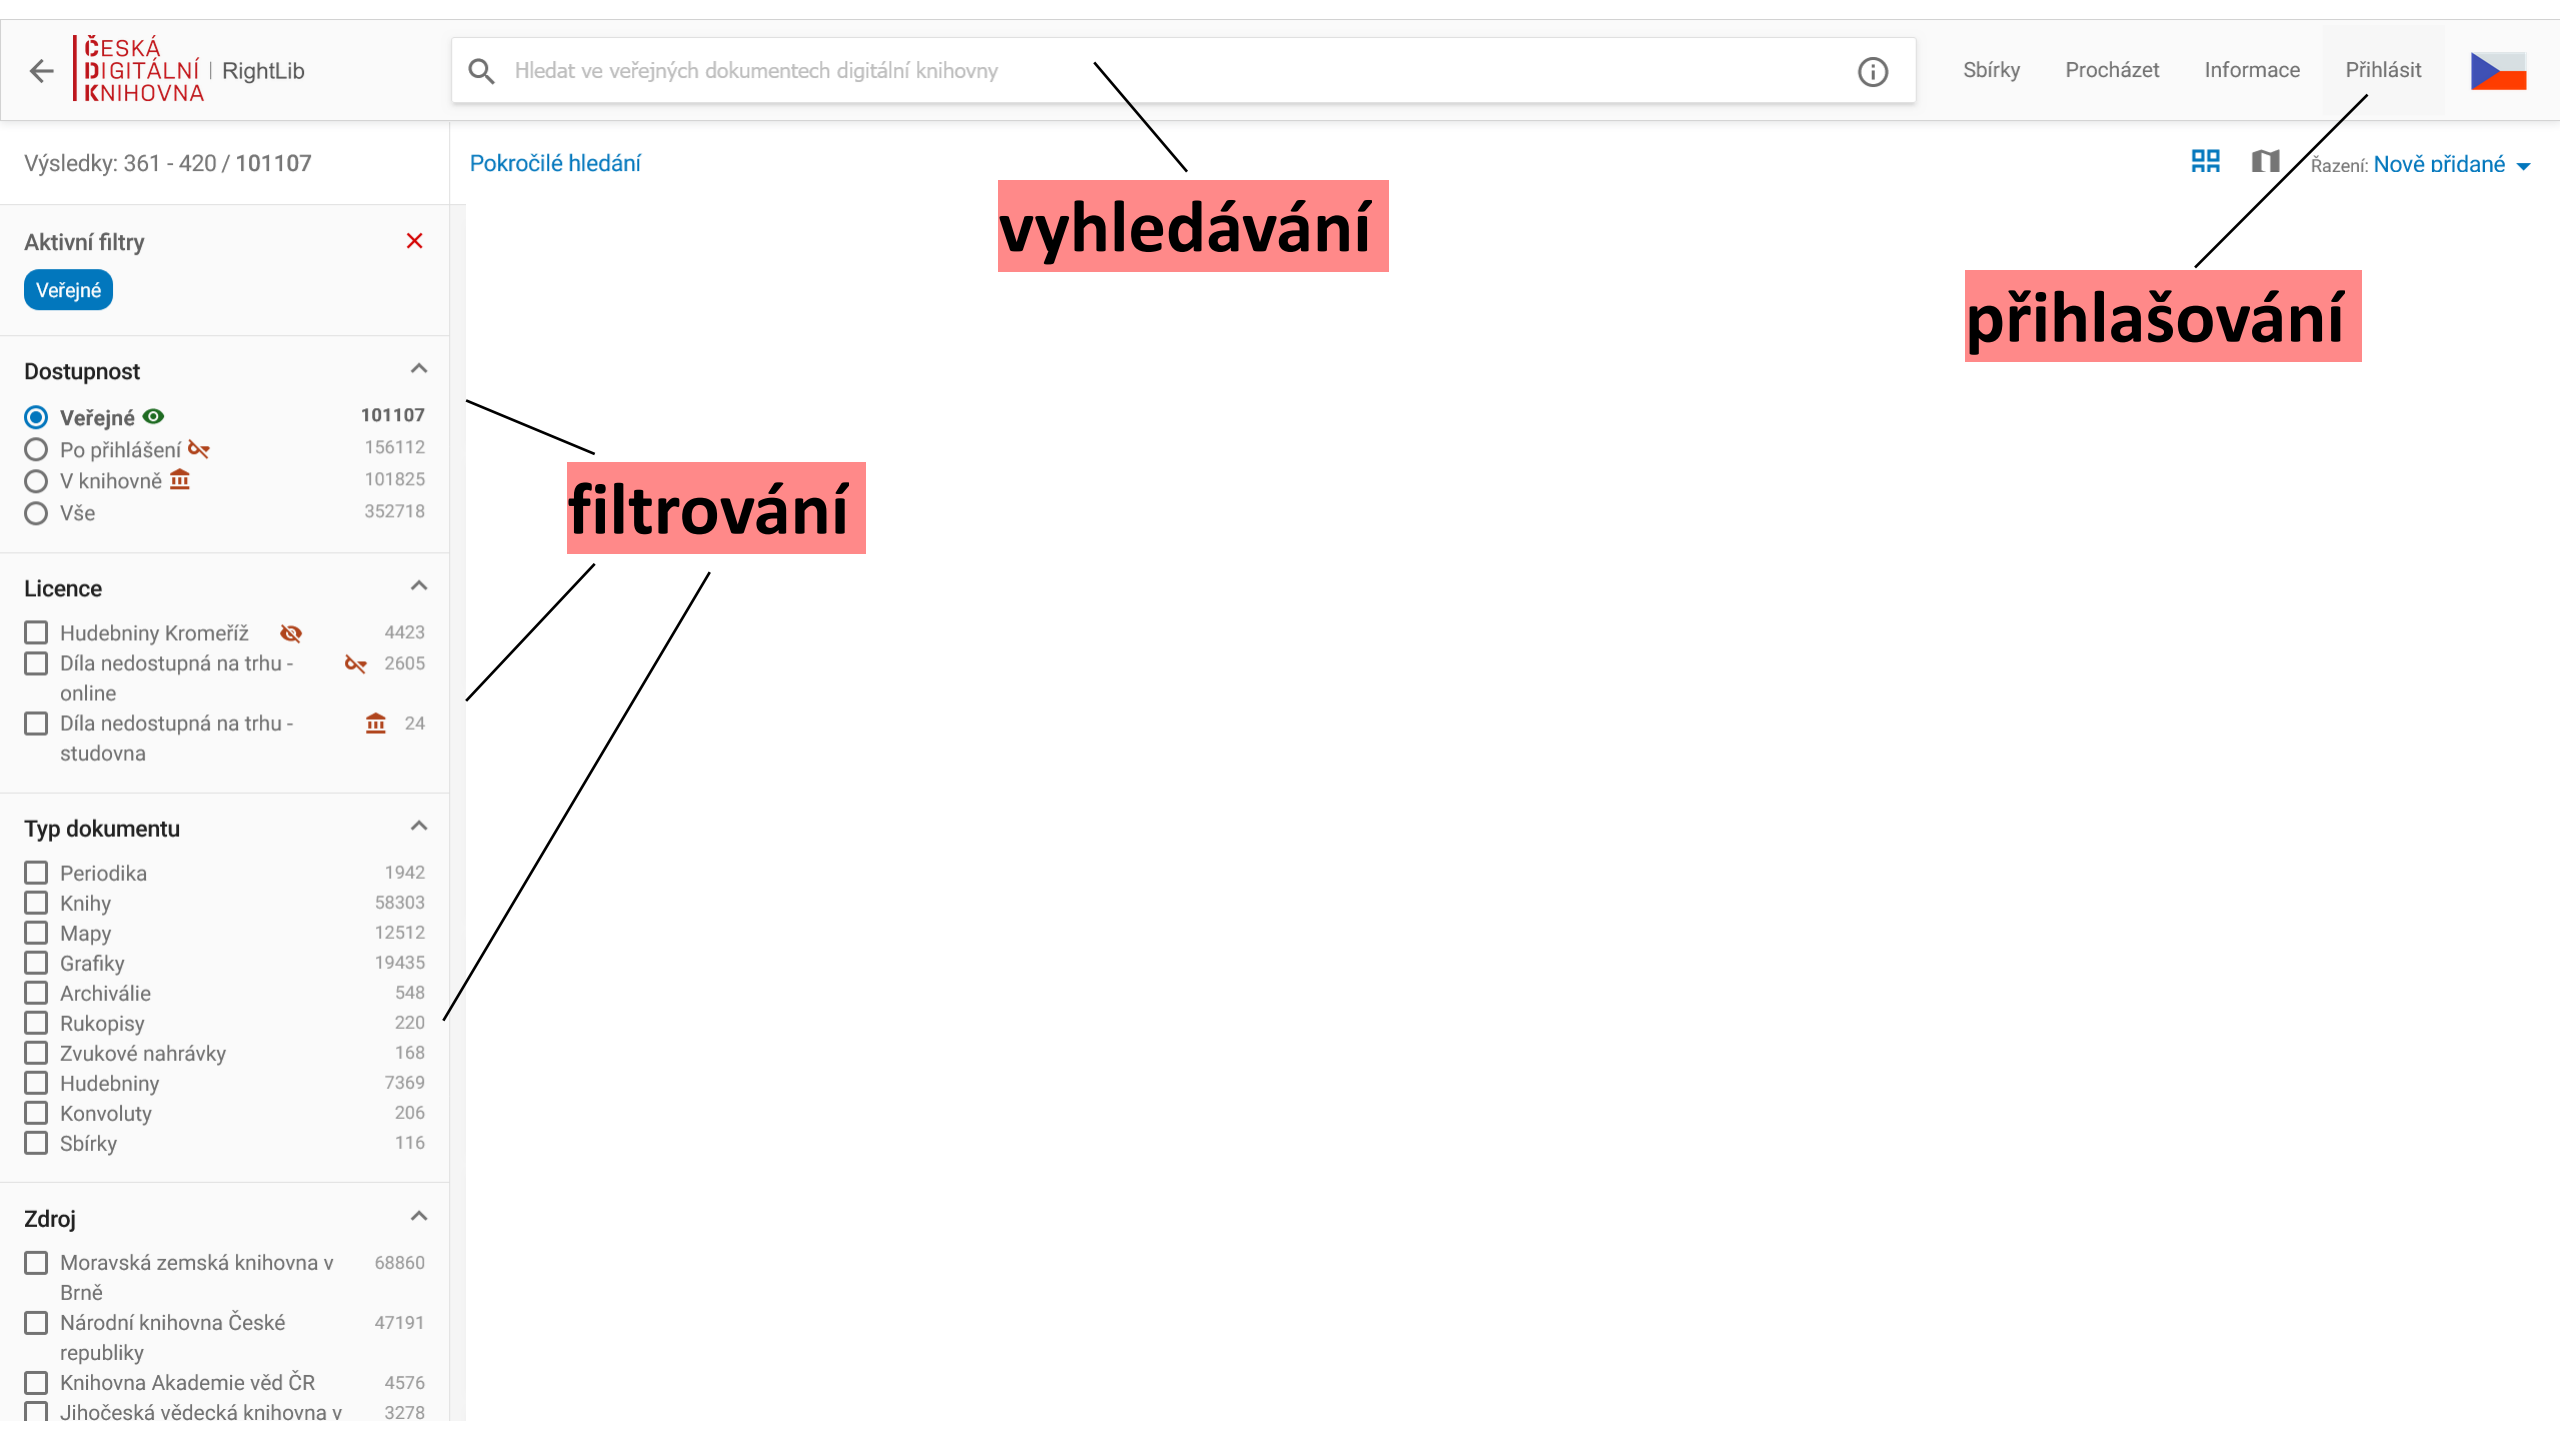 ČESKÁ
DIGITÁLNÍ
KNIHOVNA
RightLib
Hledat ve veřejných dokumentech digitální knihovny
Sbírky
Procházet
Informace
Přihlásit
Výsledky: 361 - 420 / 101107
Pokročilé hledání
Řazení: Nově přidané
vyhledávání
přihlašování
filtrování
Aktivní filtry
Veřejné
Dostupnost
Veřejné 101107
Po přihlášení 156112
V knihovně 101825
Vše 352718
Licence
Hudebniny Kroměříž 4423
Díla nedostupná na trhu - 2605
online
Díla nedostupná na trhu - 24
studovna
Typ dokumentu
Periodika 1942
Knihy 58303
Mapy 12512
Grafiky 19435
Archiválie 548
Rukopisy 220
Zvukové nahrávky 168
Hudebniny 7369
Konvoluty 206
Sbírky 116
Zdroj
Moravská zemská knihovna v 68860
Brně
Národní knihovna České 47191
republiky
Knihovna Akademie věd ČR 4576
Jihočeská vědecká knihovna v 3278